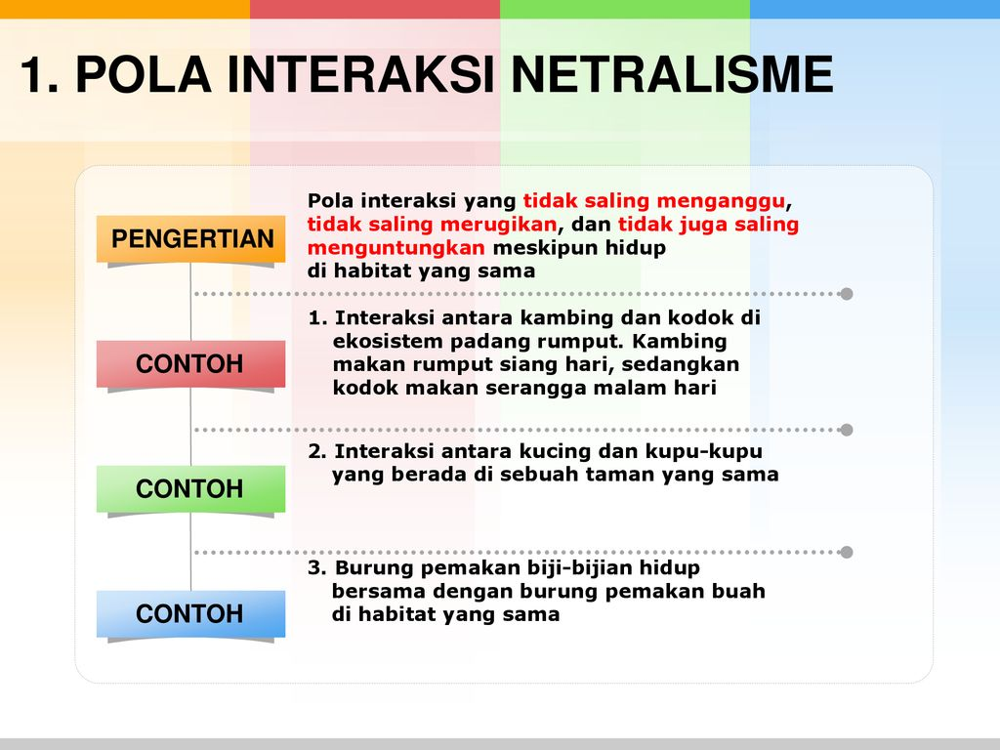 1. POLA INTERAKSI NETRALISME
PENGERTIAN
Pola interaksi yang tidak saling menganggu,
tidak saling merugikan, dan tidak juga saling
menguntungkan meskipun hidup
di habitat yang sama
CONTOH
1. Interaksi antara kambing dan kodok di
ekosistem padang rumput. Kambing
makan rumput siang hari, sedangkan
kodok makan serangga malam hari
CONTOH
2. Interaksi antara kucing dan kupu-kupu
yang berada di sebuah taman yang sama
CONTOH
3. Burung pemakan biji-bijian hidup
bersama dengan burung pemakan buah
di habitat yang sama